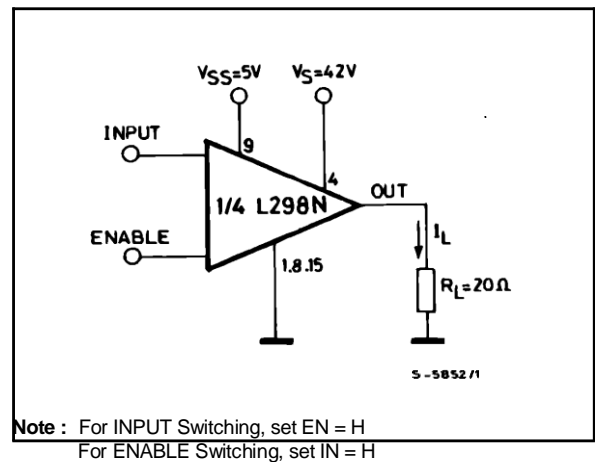 VSS=5V VS=42V
INPUT
9
4
OUT
1/4 L298N
IL
ENABLE
1.8.15
RL=20Ω
S-5852/1
Note : For INPUT Switching, set EN = H
For ENABLE Switching, set IN = H